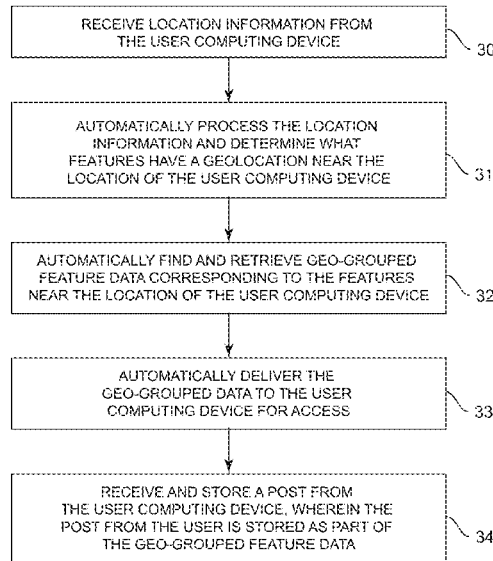 RECEIVE LOCATION INFORMATION FROM
THE USER COMPUTING DEVICE
30
AUTOMATICALLY PROCESS THE LOCATION
INFORMATION AND DETERMINE WHAT
FEATURES HAVE A GEOLOCATION NEAR THE
LOCATION OF THE USER COMPUTING DEVICE
31
AUTOMATICALLY FIND AND RETRIEVE GEO-GROUPED
FEATURE DATA CORRESPONDING TO THE FEATURES
NEAR THE LOCATION OF THE USER COMPUTING DEVICE
32
AUTOMATICALLY DELIVER THE
GEO-GROUPED DATA TO THE USER
COMPUTING DEVICE FOR ACCESS
33
RECEIVE AND STORE A POST FROM
THE USER COMPUTING DEVICE, WHEREIN THE
POST FROM THE USER IS STORED AS PART OF
THE GEO-GROUPED FEATURE DATA
34